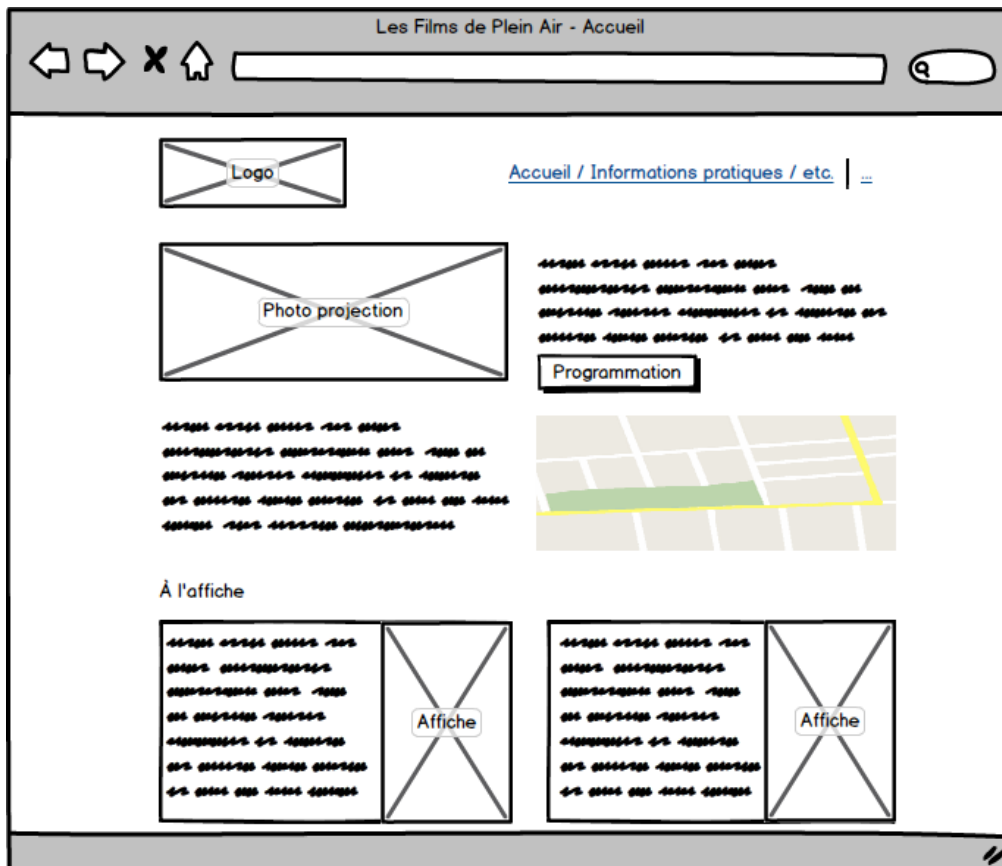 Les Films de Plein Air - Accueil
Logo
Accueil / Informations pratiques / etc. ...
Photo projection
Programmation
À l'affiche
Affiche
Affiche